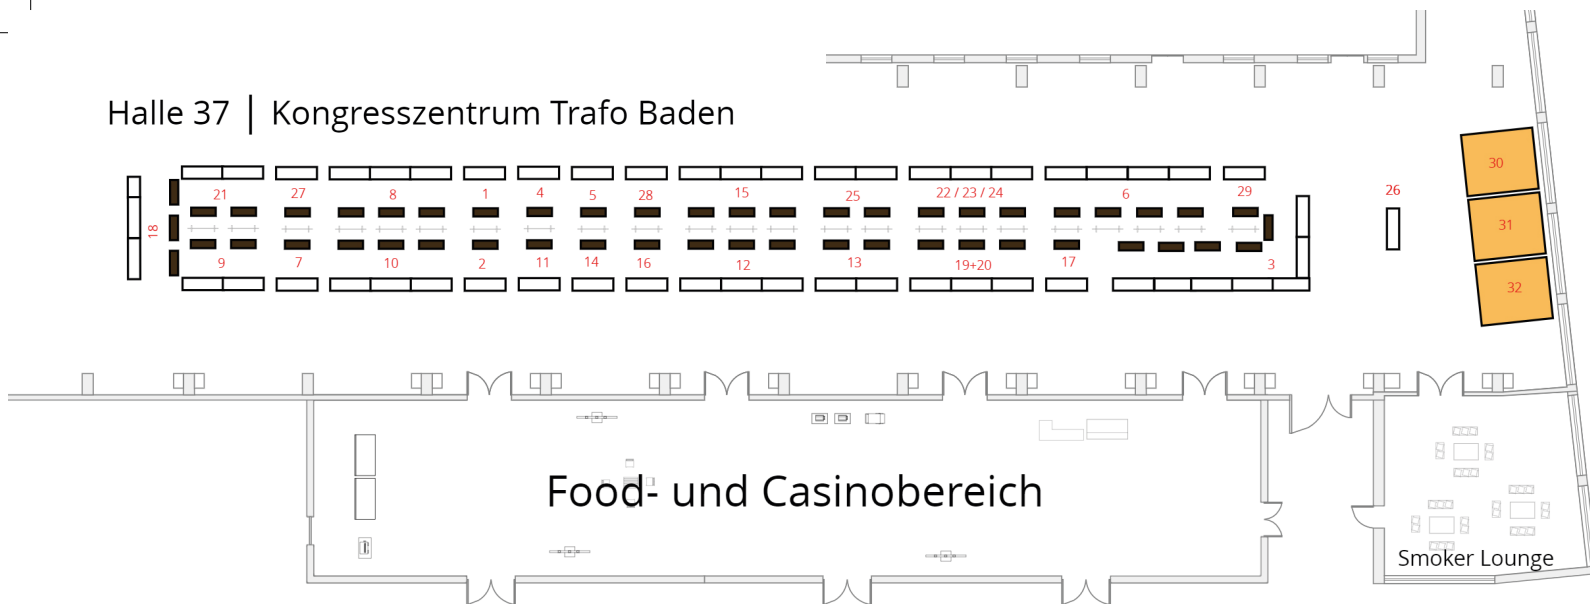 Halle 37 | Kongresszentrum Trafo Baden
21 27 8 1 4 5 28 15 25 22 / 23 / 24 6 29 26
18
9 7 10 2 11 14 16 12 13 19+20 17 3
30
31
32
Food- und Casinobereich
Smoker Lounge